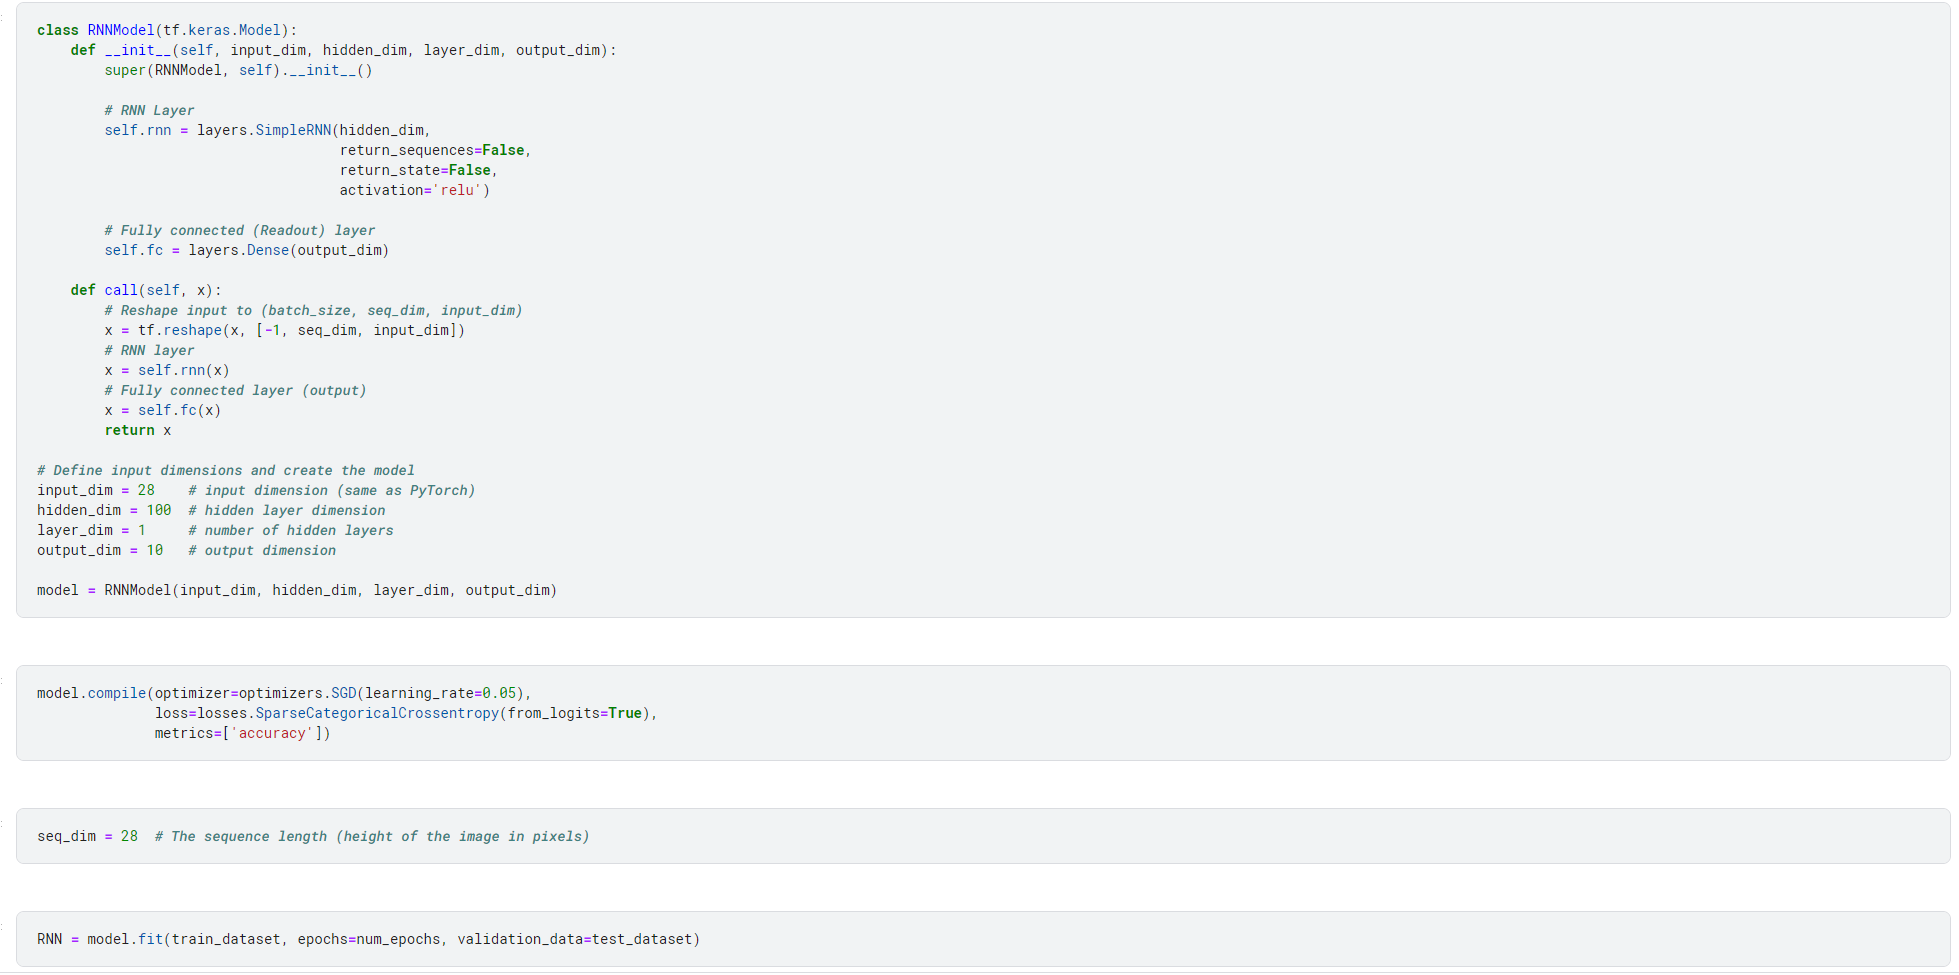 class RNNModel(tf.keras.Model):
    def __init__(self, input_dim, hidden_dim, layer_dim, output_dim):
        super(RNNModel, self).__init__()

        # RNN Layer
        self.rnn = layers.SimpleRNN(hidden_dim,
                                    return_sequences=False,
                                    return_state=False,
                                    activation='relu')

        # Fully connected (Readout) layer
        self.fc = layers.Dense(output_dim)

    def call(self, x):
        # Reshape input to (batch_size, seq_dim, input_dim)
        x = tf.reshape(x, [-1, seq_dim, input_dim])
        # RNN layer
        x = self.rnn(x)
        # Fully connected layer (output)
        x = self.fc(x)
        return x

# Define input dimensions and create the model
input_dim = 28    # input dimension (same as PyTorch)
hidden_dim = 100  # hidden layer dimension
layer_dim = 1     # number of hidden layers
output_dim = 10   # output dimension

model = RNNModel(input_dim, hidden_dim, layer_dim, output_dim)

model.compile(optimizer=optimizers.SGD(learning_rate=0.05),
              loss=losses.SparseCategoricalCrossentropy(from_logits=True),
              metrics=['accuracy'])

seq_dim = 28  # The sequence length (height of the image in pixels)

RNN = model.fit(train_dataset, epochs=num_epochs, validation_data=test_dataset)